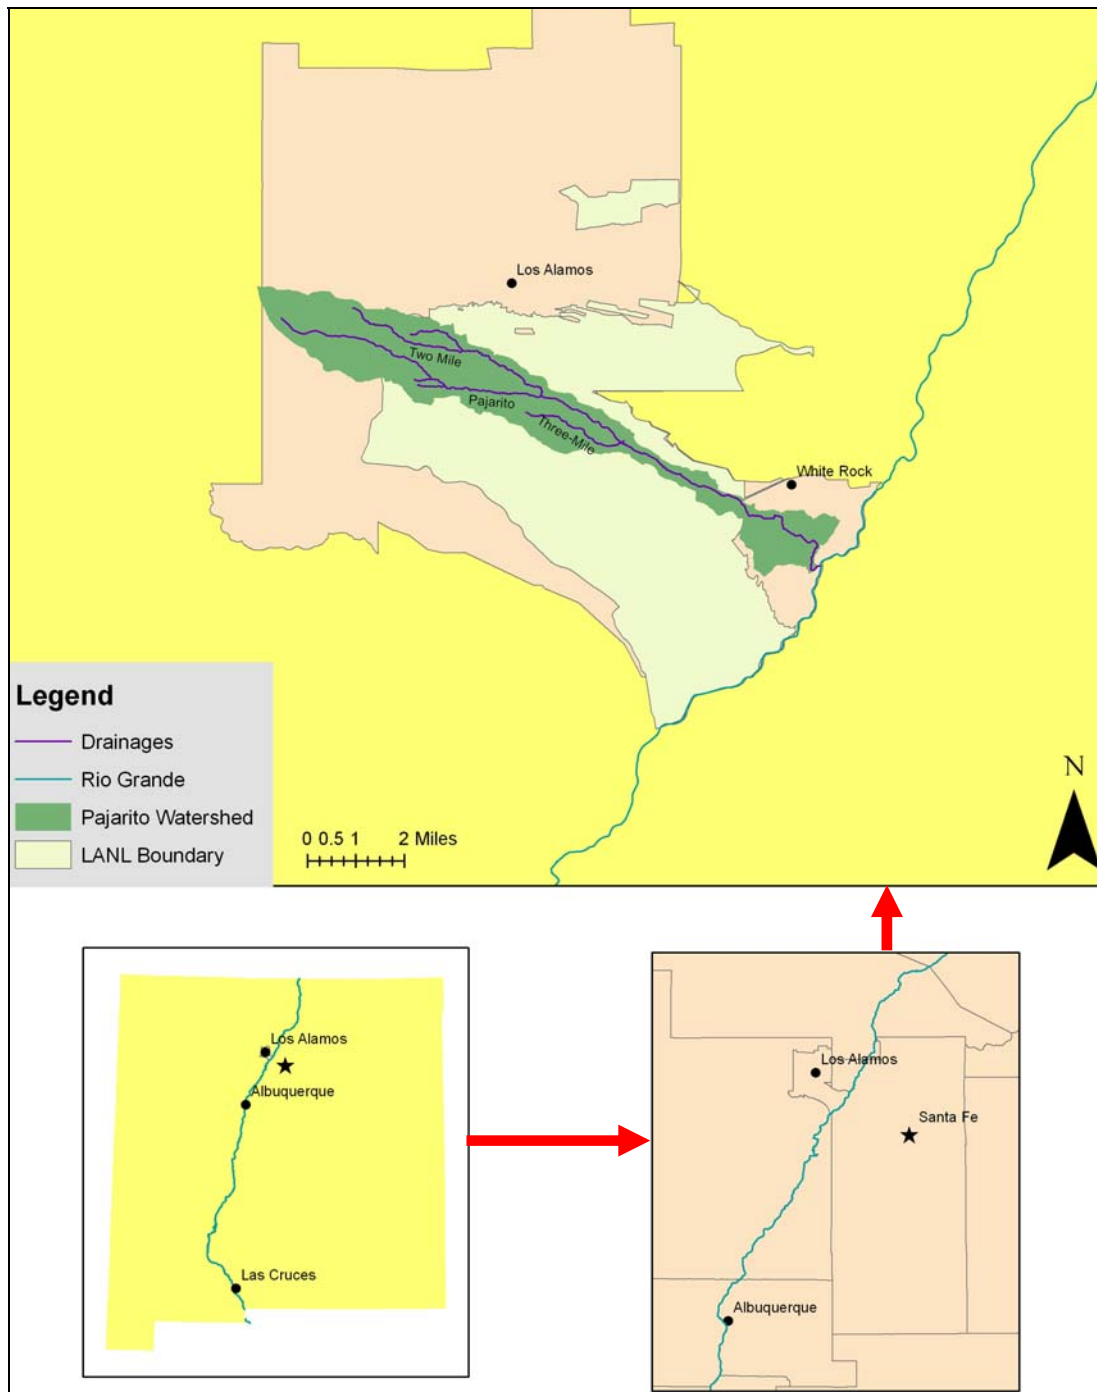 Los Alamos
Two Mile
Pajarito
Three-Mile
White Rock
Legend
Drainages
Rio Grande
Pajarito Watershed
LANL Boundary
0 0.5 1 2 Miles
N
Los Alamos
Albuquerque
Las Cruces
Los Alamos
Santa Fe
Albuquerque